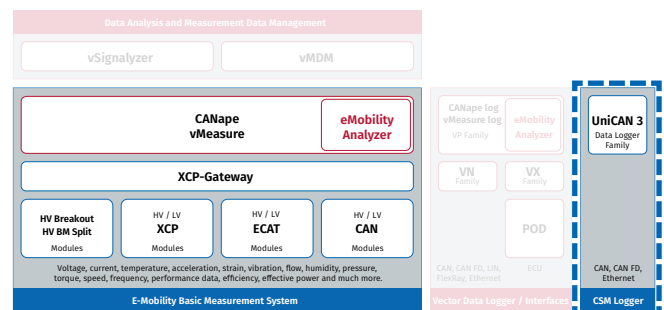 Data Analysis and Measurement Data Management
vSignalyzer
vMDM
CANape
vMeasure
eMobility
Analyzer
XCP-Gateway
HV Breakout
HV BM Split
Modules
HV / LV
XCP
Modules
HV / LV
ECAT
Modules
HV / LV
CAN
Modules
Voltage, current, temperature, acceleration, strain, vibration, flow, humidity, pressure,
torque, speed, frequency, performance data, efficiency, effective power and much more.
E-Mobility Basic Measurement System
CANape log
vMeasure log
VP Family
eMobility
Analyzer
VN
Family
VX
Family
POD
CAN, CAN FD, LIN,
FlexRay, Ethernet
ECU
Vector Data Logger / Interfaces
UniCAN 3
Data Logger
Family
CAN, CAN FD,
Ethernet
CSM Logger